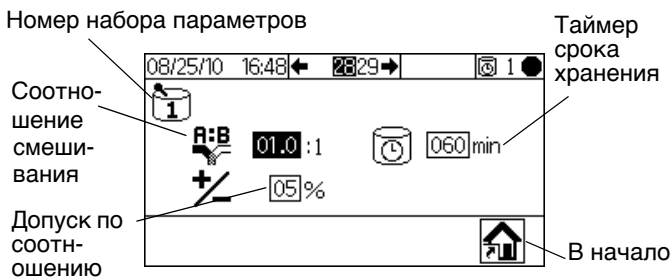 Номер набора параметров
Таймер
срока
хранения
08/25/10 16:48 28 29 1
1
Соотно-
шение
смеши-
вания
A:B 01.0 :1 060 min
+/- 05 %
Допуск по
соотн-
ошению
В начало